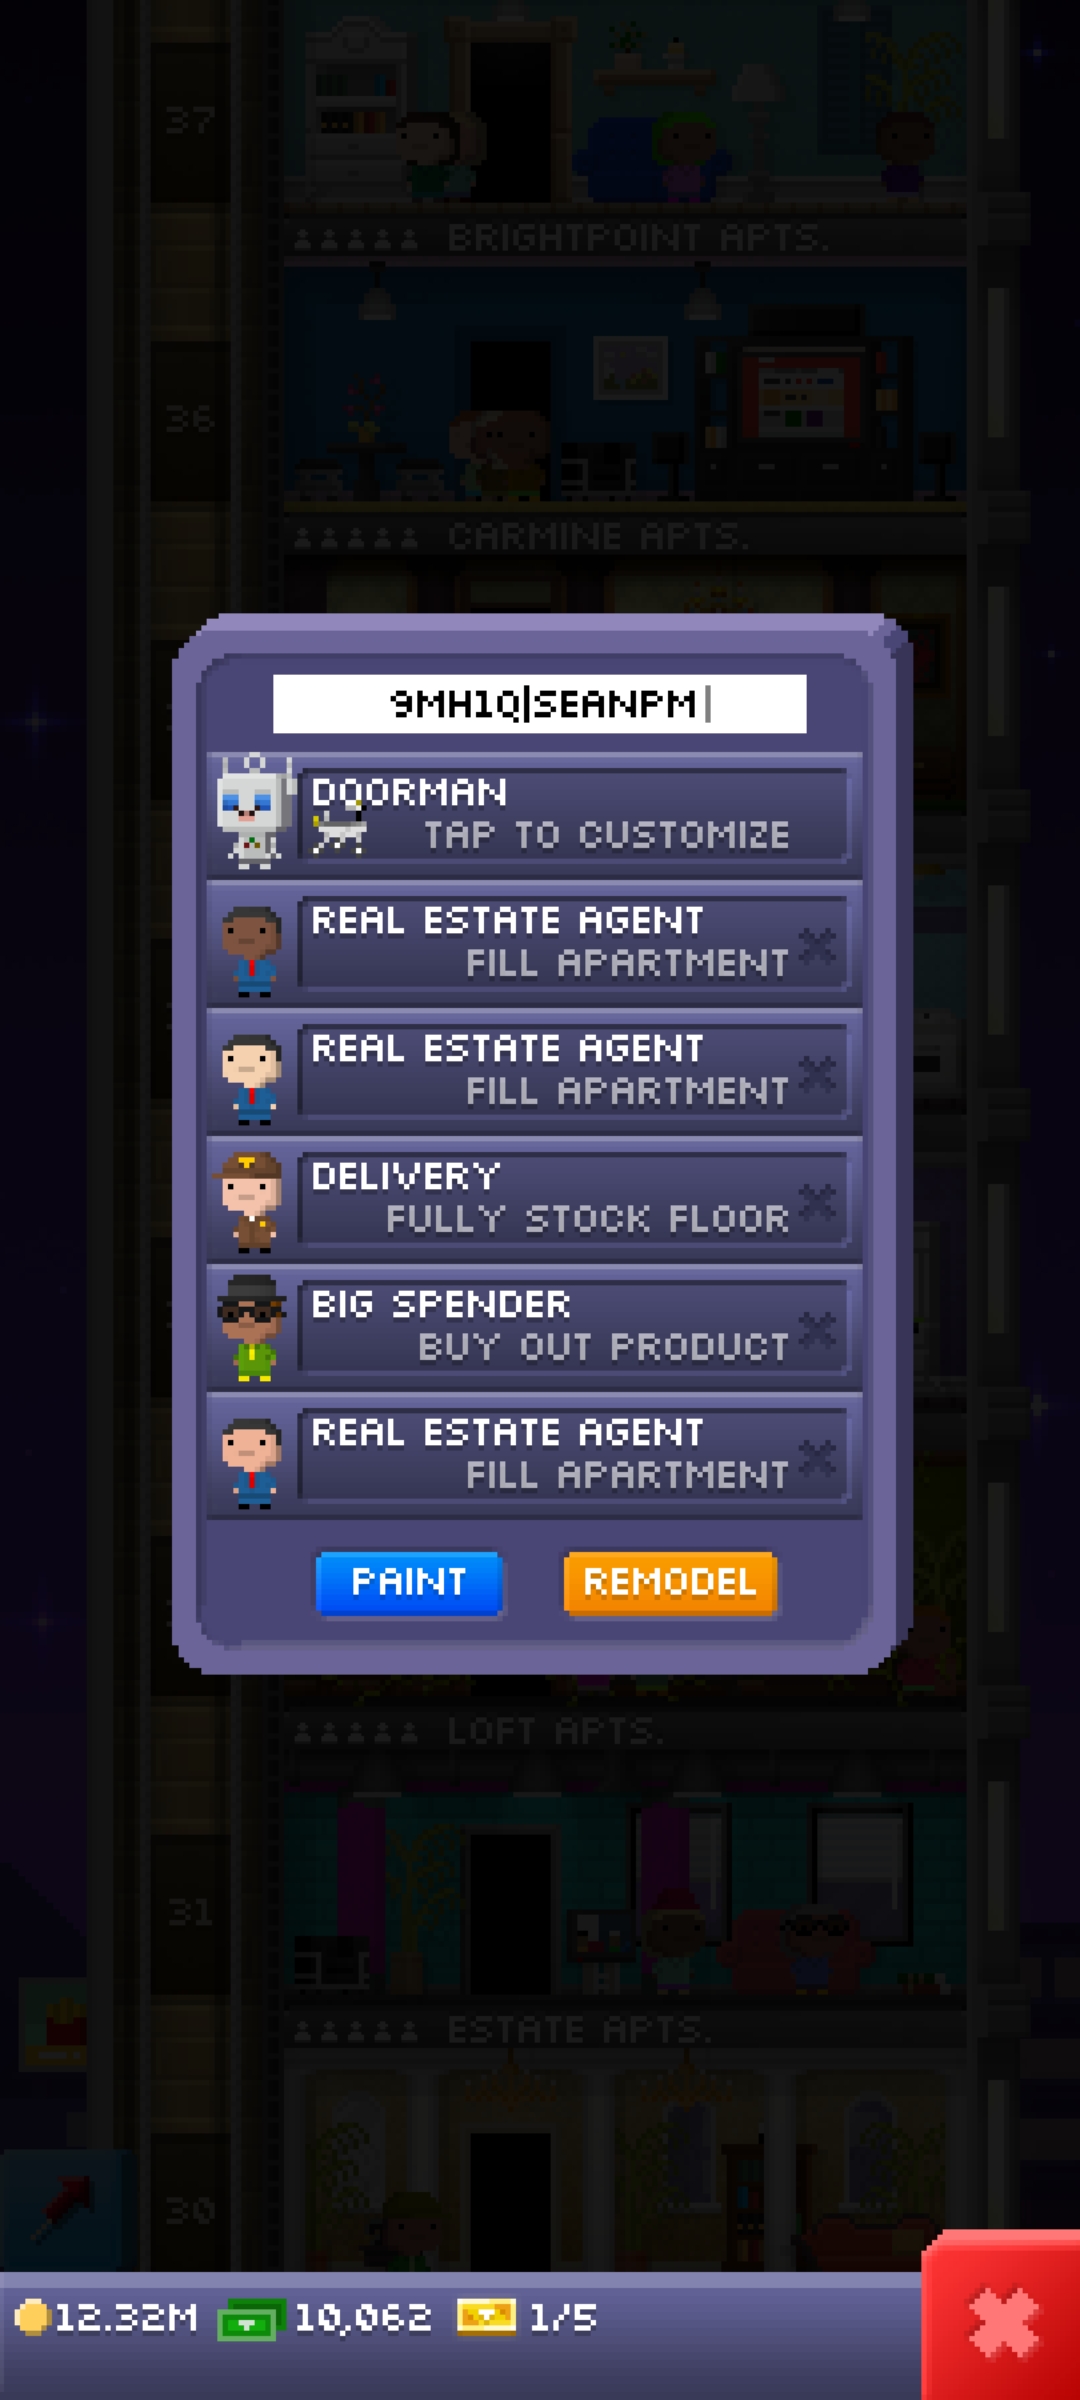 37
BRIGHTPOINT APTS.
36
CARMINE APTS.
9MH1Q|SEANPM
DOORMAN
TAP TO CUSTOMIZE
REAL ESTATE AGENT
FILL APARTMENT
REAL ESTATE AGENT
FILL APARTMENT
DELIVERY
FULLY STOCK FLOOR
BIG SPENDER
BUY OUT PRODUCT
REAL ESTATE AGENT
FILL APARTMENT
PAINT REMODEL
LOFT APTS.
31
ESTATE APTS.
30
12.32M 10,062 1/5